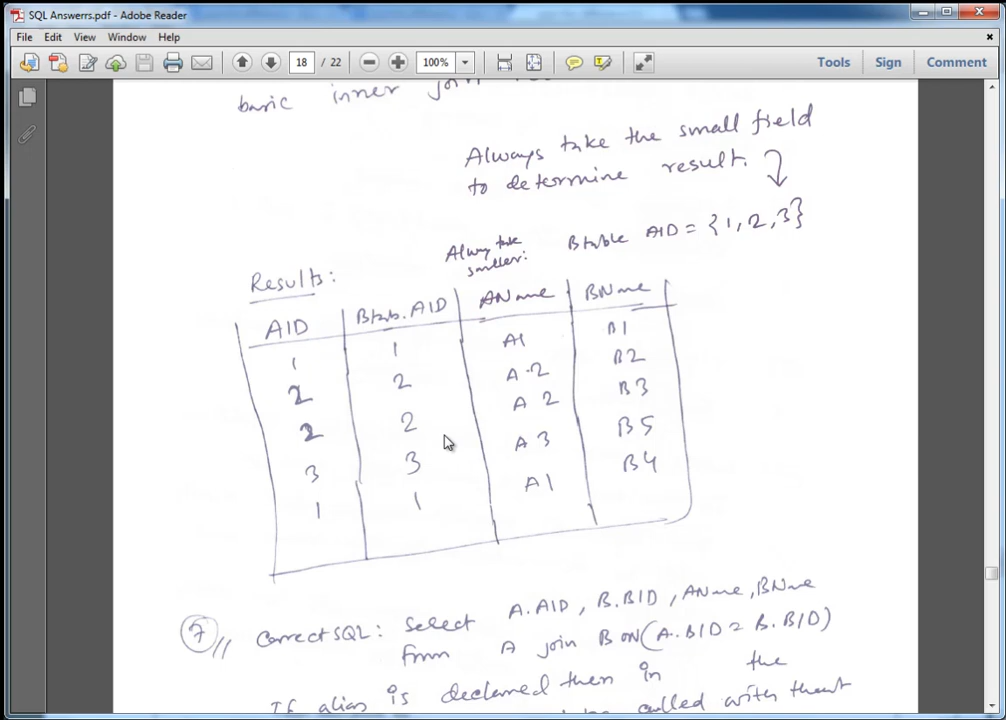 SQL Answerrs.pdf - Adobe Reader
File Edit View Window Help
18 / 22 100% Tools Sign Comment
basic inner join
Always take the small field
to determine result.
Always take
smaller: Btable AID = {1, 2, 3}
Results:
AID Btab.AID AName BName
1 1 A1 B1
2 2 A2 B2
2 2 A2 B3
3 3 A3 B5
1 1 A1 B4
7 Correct SQL: Select A.AID, B.BID, AName, BName
from A join B ON (A.BID = B.BID)
If alias is declared then in the
called with that